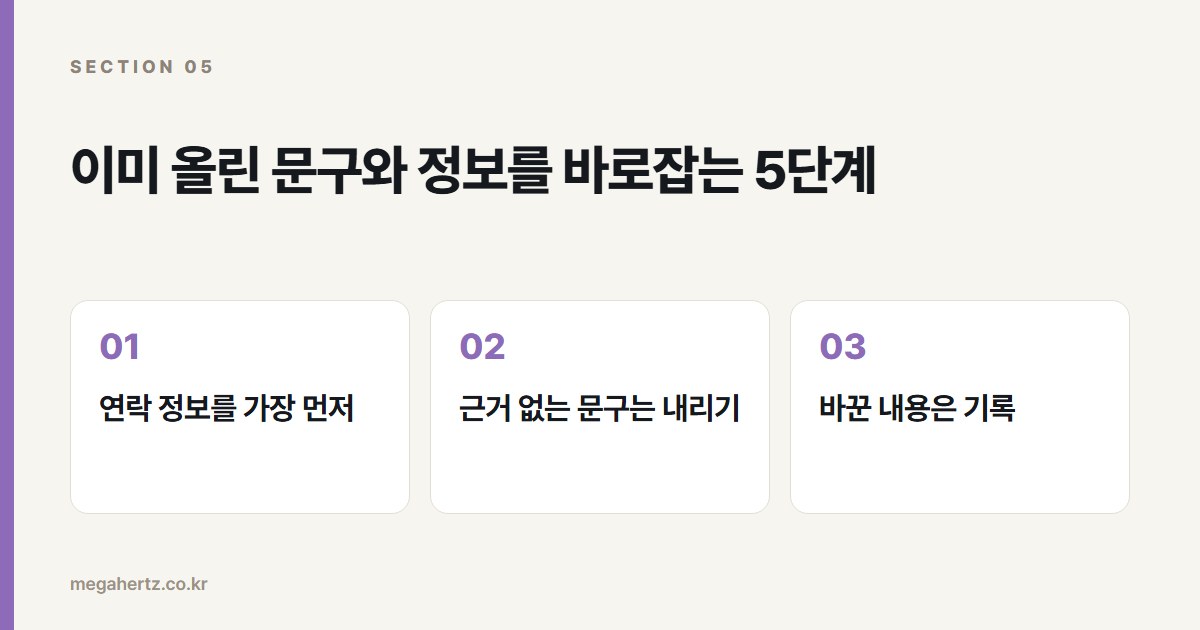 SECTION 05
이미 올린 문구와 정보를 바로잡는 5단계
01
연락 정보를 가장 먼저
02
근거 없는 문구는 내리기
03
바꾼 내용은 기록
megahertz.co.kr